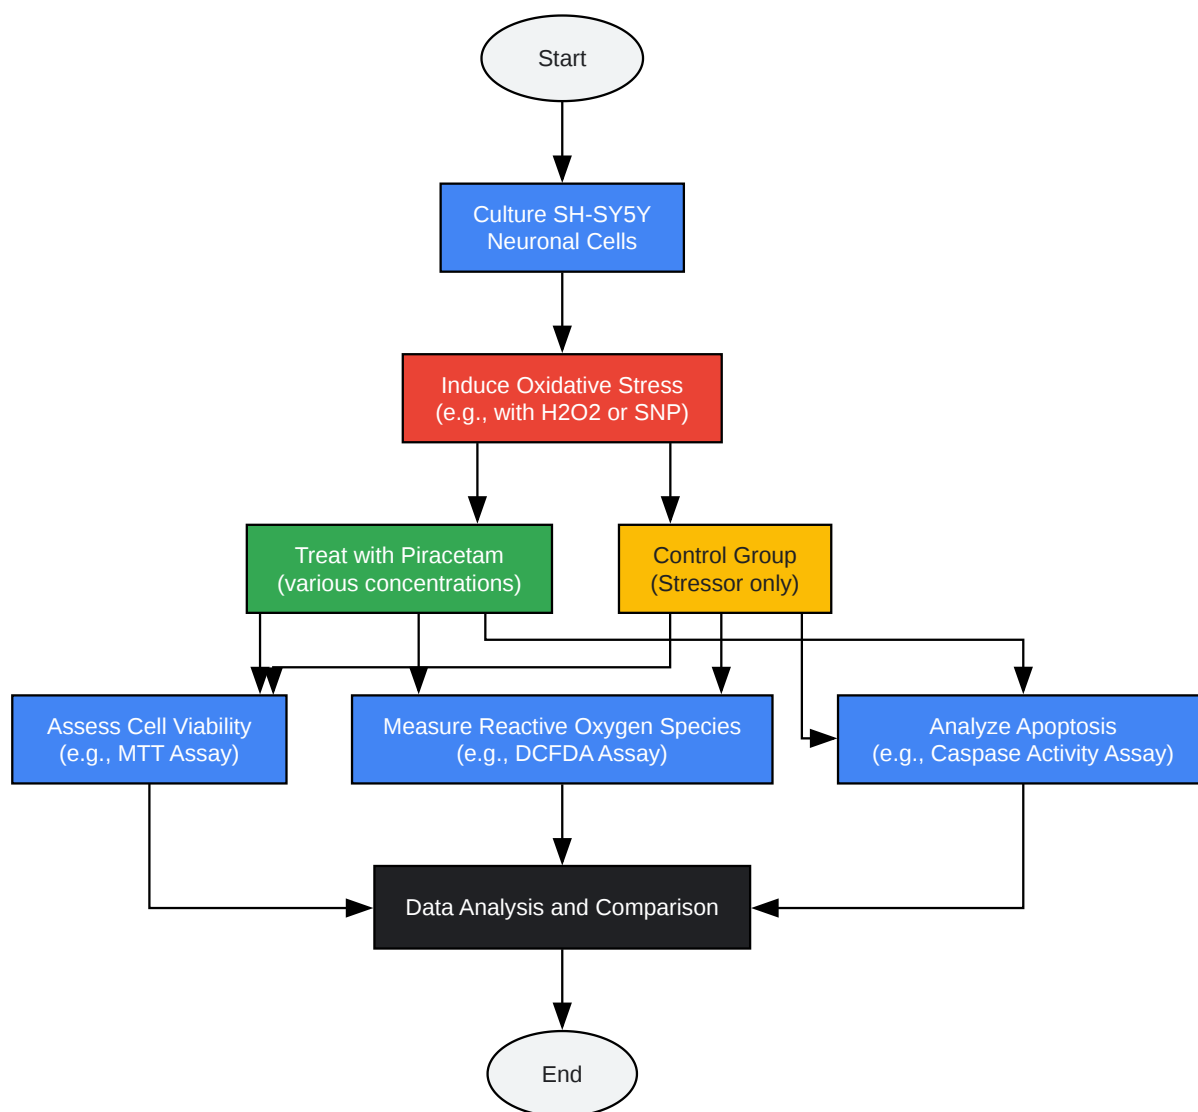 Start
Culture SH-SY5Y
Neuronal Cells
Induce Oxidative Stress
(e.g., with H2O2 or SNP)
Treat with Piracetam
(various concentrations)
Control Group
(Stressor only)
Assess Cell Viability
(e.g., MTT Assay)
Measure Reactive Oxygen Species
(e.g., DCFDA Assay)
Analyze Apoptosis
(e.g., Caspase Activity Assay)
Data Analysis and Comparison
End